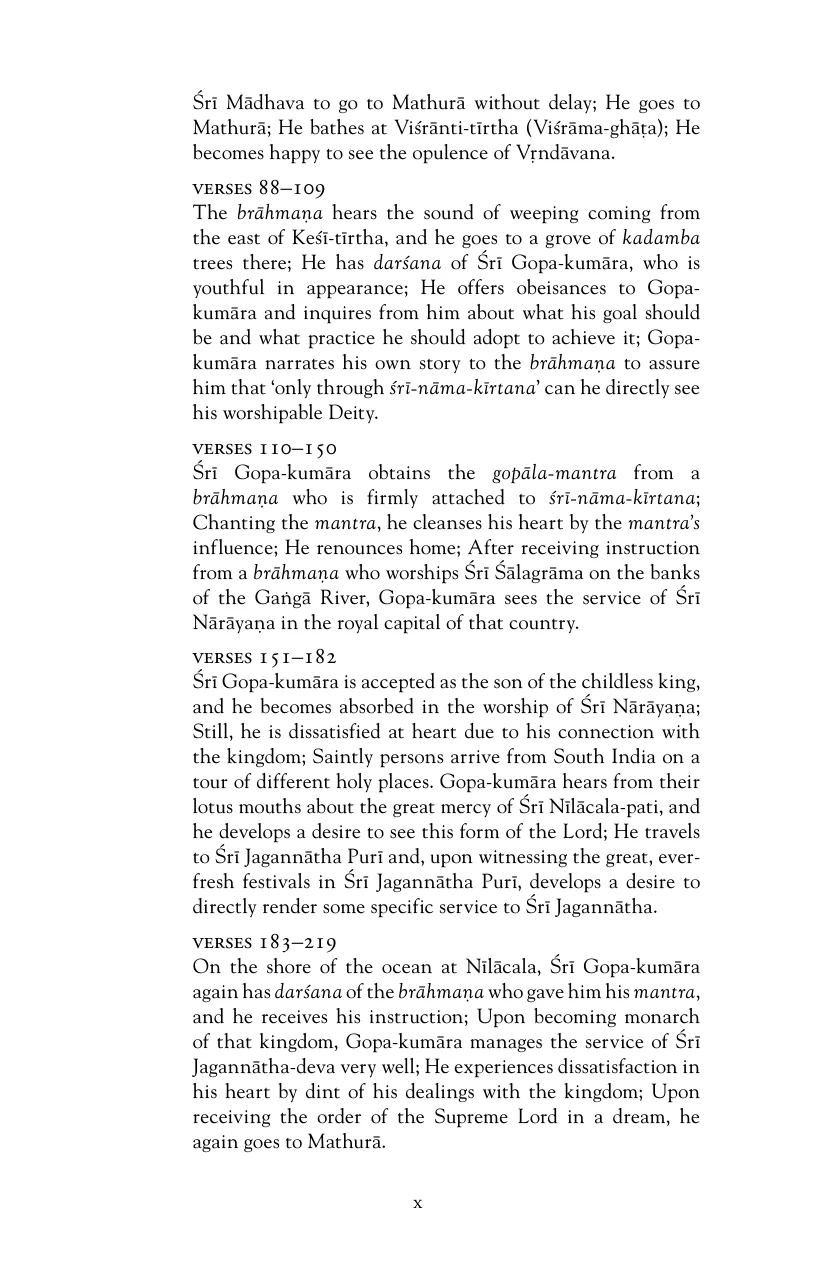 Śrī Mādhava to go to Mathurā without delay; He goes to
Mathurā; He bathes at Viśrānti-tīrtha (Viśrāma-ghāṭa); He
becomes happy to see the opulence of Vṛndāvana.
VERSES 88–109
The brāhmaṇa hears the sound of weeping coming from
the east of Keśī-tīrtha, and he goes to a grove of kadamba
trees there; He has darśana of Śrī Gopa-kumāra, who is
youthful in appearance; He offers obeisances to Gopa-
kumāra and inquires from him about what his goal should
be and what practice he should adopt to achieve it; Gopa-
kumāra narrates his own story to the brāhmaṇa to assure
him that ‘only through śrī-nāma-kīrtana’ can he directly see
his worshipable Deity.
VERSES 110–150
Śrī Gopa-kumāra obtains the gopāla-mantra from a
brāhmaṇa who is firmly attached to śrī-nāma-kīrtana;
Chanting the mantra, he cleanses his heart by the mantra’s
influence; He renounces home; After receiving instruction
from a brāhmaṇa who worships Śrī Śālagrāma on the banks
of the Gaṅgā River, Gopa-kumāra sees the service of Śrī
Nārāyaṇa in the royal capital of that country.
VERSES 151–182
Śrī Gopa-kumāra is accepted as the son of the childless king,
and he becomes absorbed in the worship of Śrī Nārāyaṇa;
Still, he is dissatisfied at heart due to his connection with
the kingdom; Saintly persons arrive from South India on a
tour of different holy places. Gopa-kumāra hears from their
lotus mouths about the great mercy of Śrī Nīlācala-pati, and
he develops a desire to see this form of the Lord; He travels
to Śrī Jagannātha Purī and, upon witnessing the great, ever-
fresh festivals in Śrī Jagannātha Purī, develops a desire to
directly render some specific service to Śrī Jagannātha.
VERSES 183–219
On the shore of the ocean at Nīlācala, Śrī Gopa-kumāra
again has darśana of the brāhmaṇa who gave him his mantra,
and he receives his instruction; Upon becoming monarch
of that kingdom, Gopa-kumāra manages the service of Śrī
Jagannātha-deva very well; He experiences dissatisfaction in
his heart by dint of his dealings with the kingdom; Upon
receiving the order of the Supreme Lord in a dream, he
again goes to Mathurā.
x